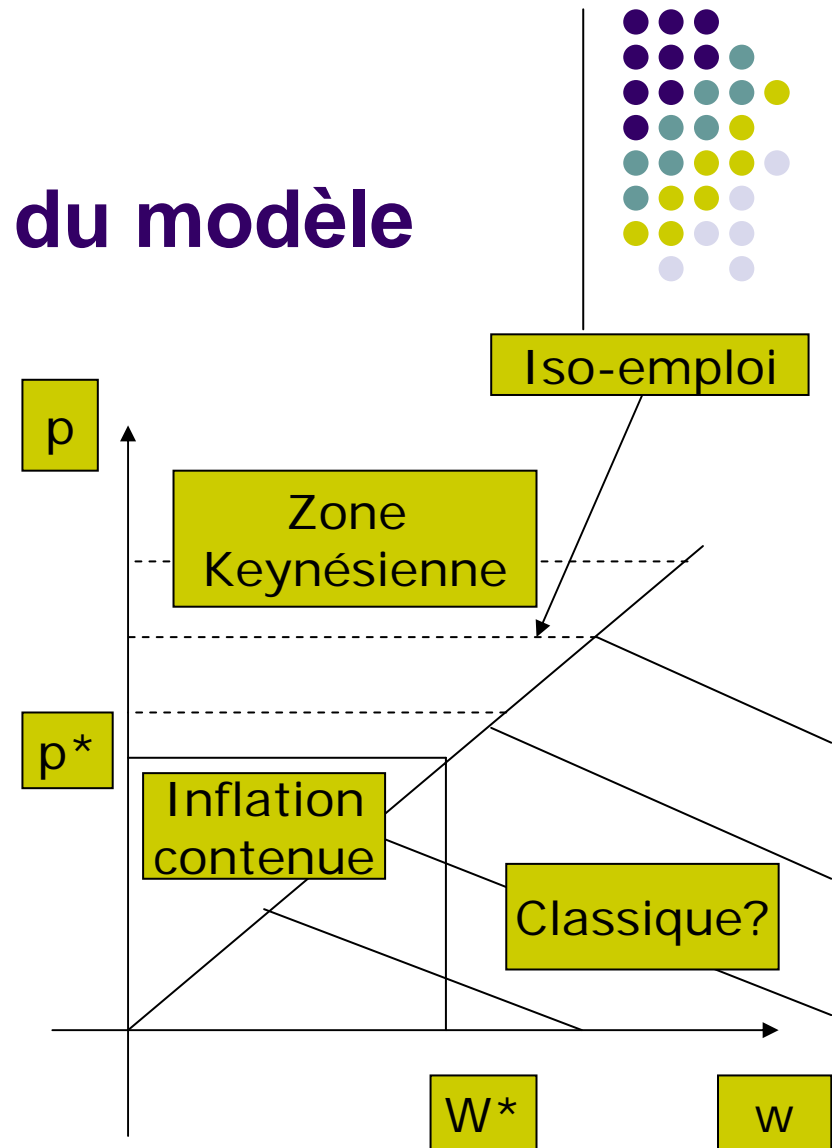 du modèle
Iso-emploi
p
Zone
Keynésienne
p*
Inflation
contenue
Classique?
W*
w